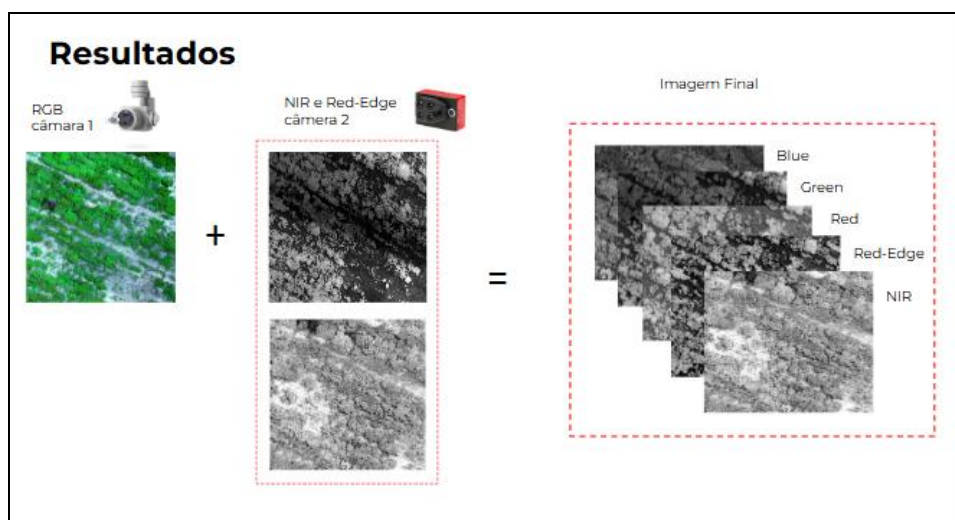 Resultados
RGB
câmara 1
NIR e Red-Edge
câmera 2
Imagem Final
+
=
Blue
Green
Red
Red-Edge
NIR